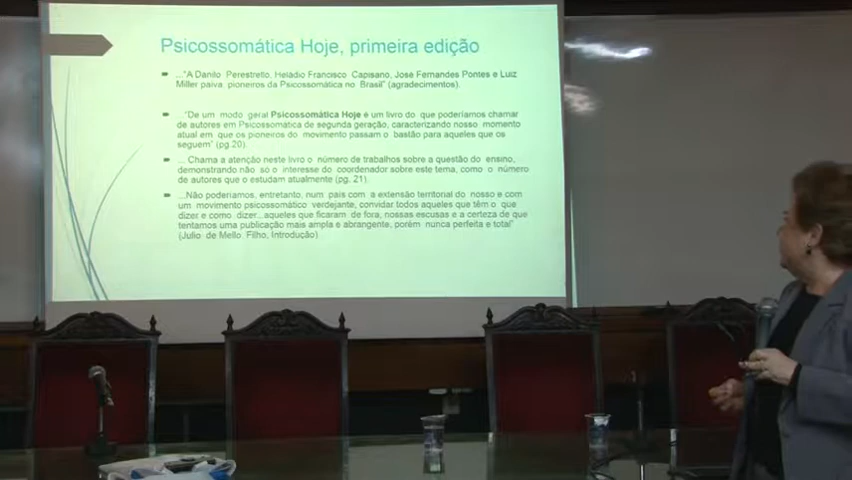 Psicossomática Hoje, primeira edição
..."A Danilo Perestrello, Heládio Francisco Capisano, José Fernandes Pontes e Luiz
Miller paiva pioneiros da Psicossomática no Brasil" (agradecimentos).
..."De um modo geral Psicossomática Hoje é um livro do que poderíamos chamar
de autores em Psicossomática de segunda geração, caracterizando nosso momento
atual em que os pioneiros do movimento passam o bastão para aqueles que os
seguem" (pg.20).
... Chama a atenção neste livro o número de trabalhos sobre a questão do ensino,
demonstrando não só o interesse do coordenador sobre este tema, como o número
de autores que o estudam atualmente (pg. 21).
...Não poderíamos, entretanto, num país com a extensão territorial do nosso e com
um movimento psicossomático verdejante, convidar todos aqueles que têm o que
dizer e como dizer...aqueles que ficaram de fora, nossas escusas e a certeza de que
tentamos uma publicação mais ampla e abrangente, porém nunca perfeita e total"
(Julio de Mello Filho, Introdução)